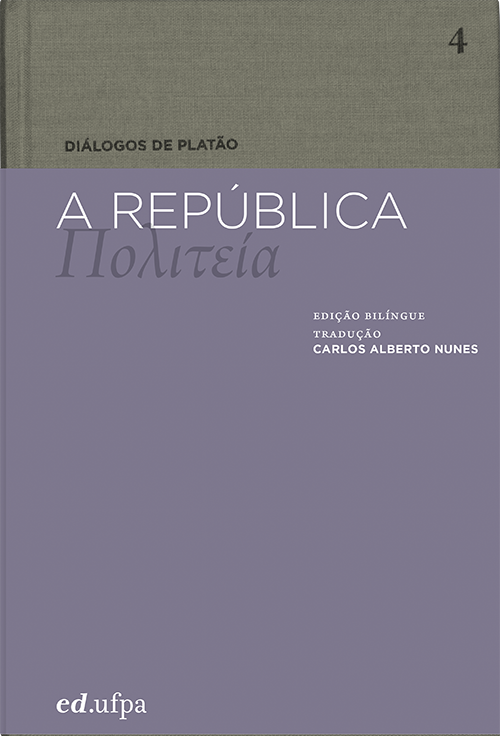 4
DIÁLOGOS DE PLATÃO
A REPÚBLICA
Πολιτεία
EDIÇÃO BILÍNGUE
TRADUÇÃO
CARLOS ALBERTO NUNES
ed.ufpa